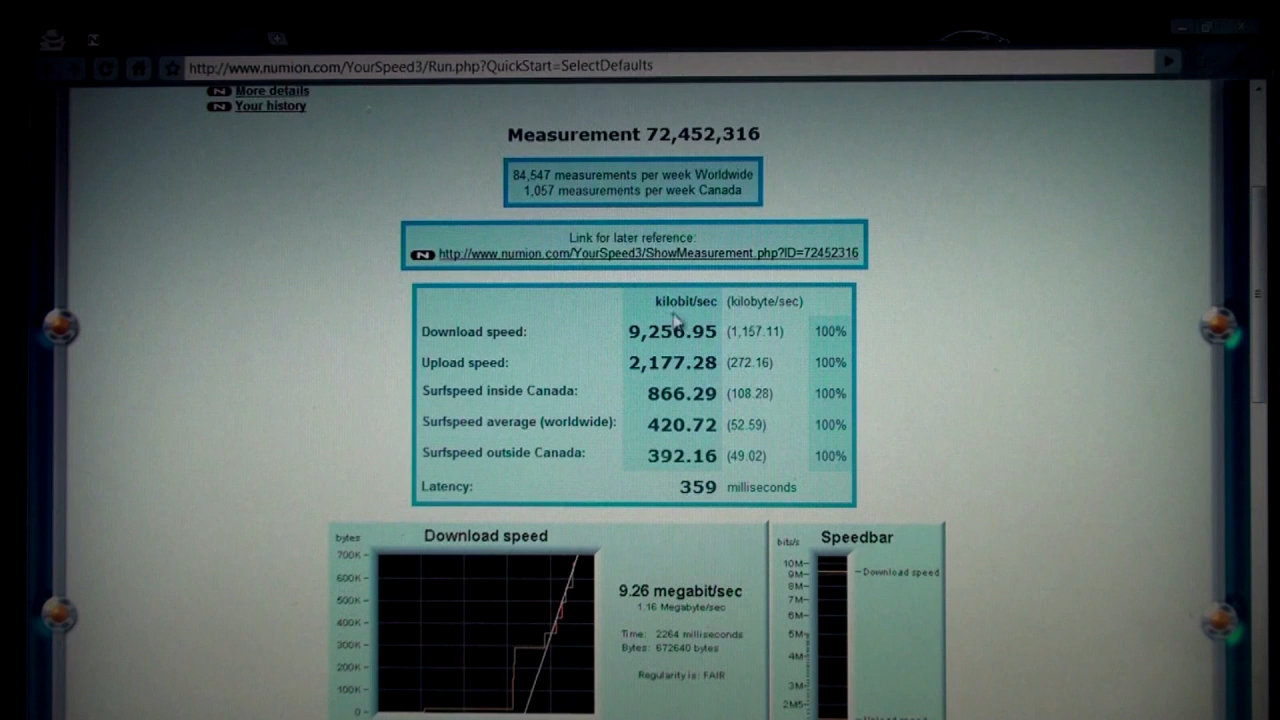 http://www.numion.com/YourSpeed3/Run.php?QuickStart=SelectDefaults
N More details
N Your history
Measurement 72,452,316
84,547 measurements per week Worldwide
1,057 measurements per week Canada
Link for later reference:
N http://www.numion.com/YourSpeed3/ShowMeasurement.php?ID=72452316
kilobit/sec (kilobyte/sec)
Download speed: 9,256.95 (1,157.11) 100%
Upload speed: 2,177.28 (272.16) 100%
Surfspeed inside Canada: 866.29 (108.28) 100%
Surfspeed average (worldwide): 420.72 (52.59) 100%
Surfspeed outside Canada: 392.16 (49.02) 100%
Latency: 359 milliseconds
Download speed
bytes
700K
600K
500K
400K
300K
200K
100K
0
9.26 megabit/sec
1.16 Megabyte/sec
Time: 2264 milliseconds
Bytes: 672640 bytes
Regularity is: FAIR
Speedbar
bits/s
10M
9M Download speed
8M
7M
6M
5M
4M
3M
2M5